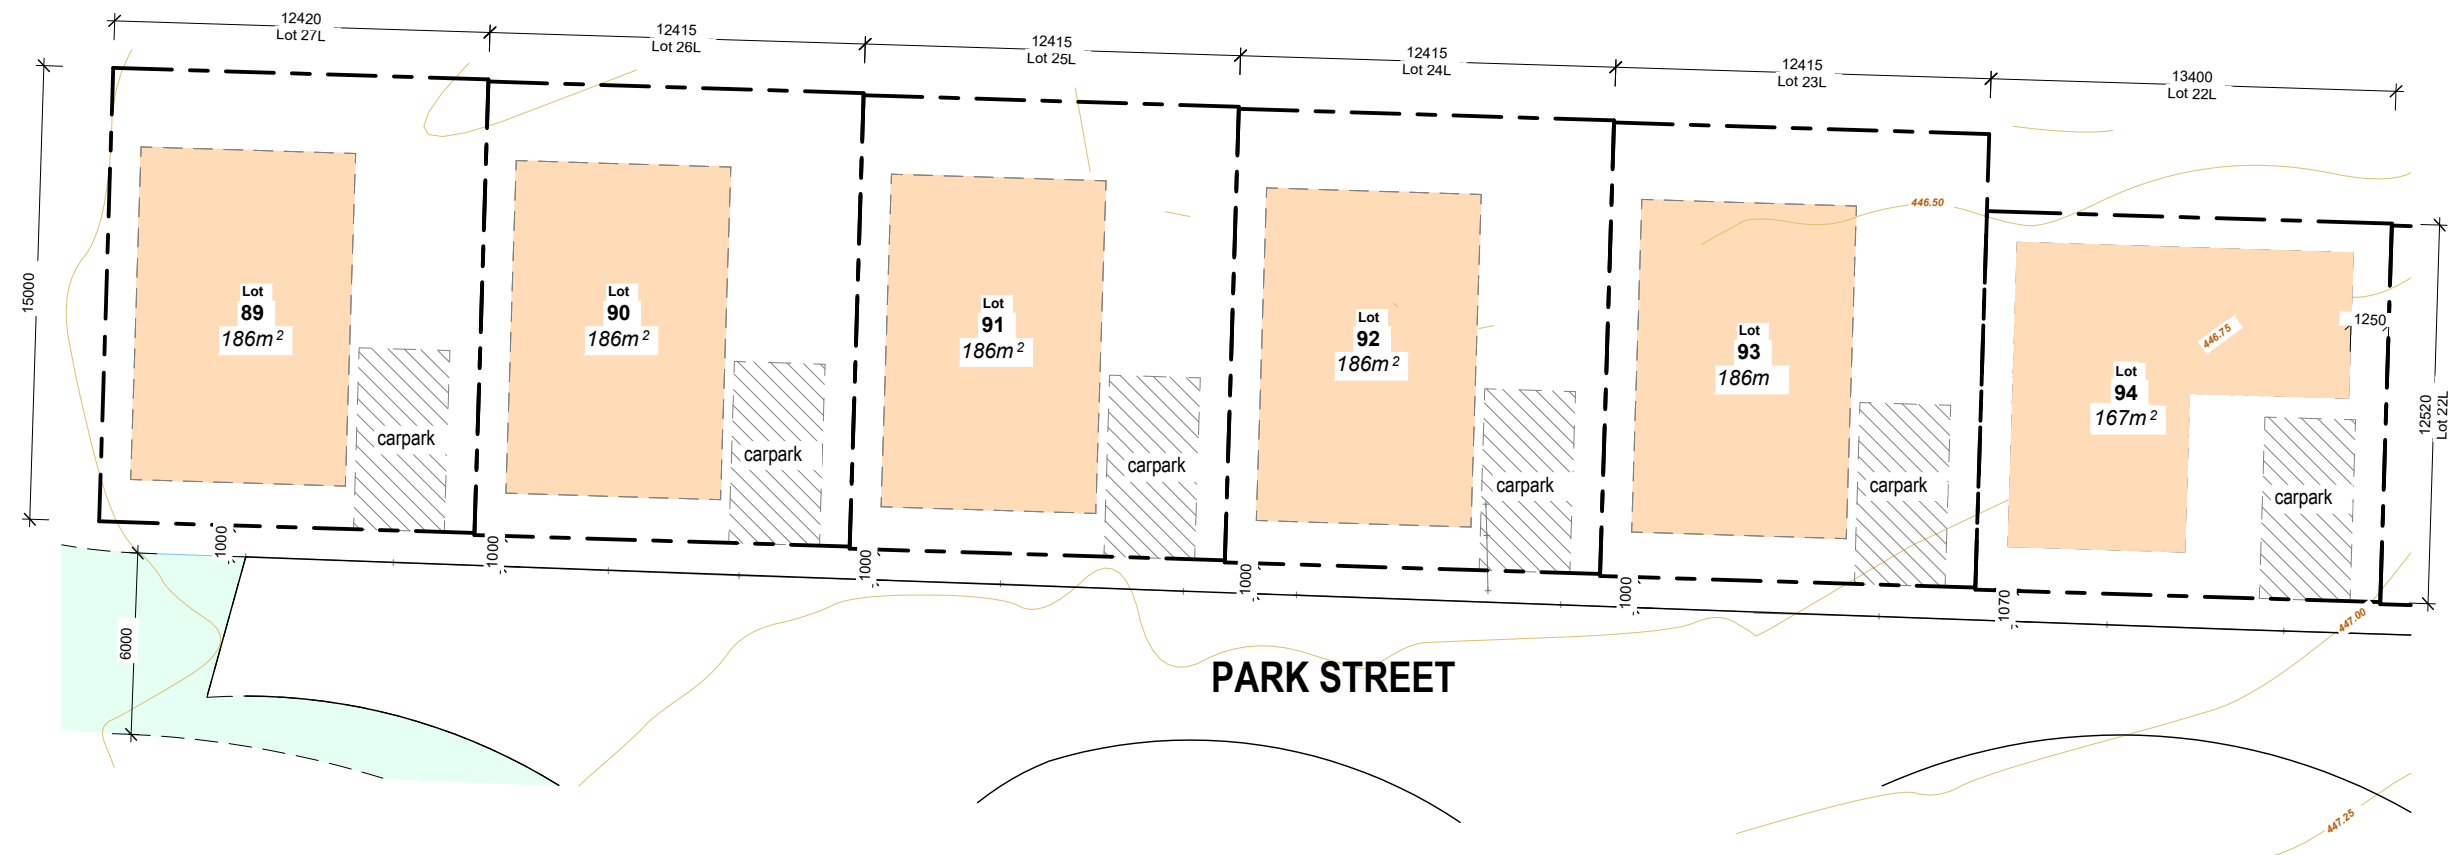 12420
Lot 27L
12415
Lot 26L
12415
Lot 25L
12415
Lot 24L
12415
Lot 23L
13400
Lot 22L
15000
446.50
Lot
89
186m²
Lot
90
186m²
Lot
91
186m²
Lot
92
186m²
Lot
93
186m
Lot
94
167m²
446.75
1250
12520
Lot 22L
carpark
carpark
carpark
carpark
carpark
carpark
1000
1000
1000
1000
1000
1070
447.00
6000
PARK STREET
447.25